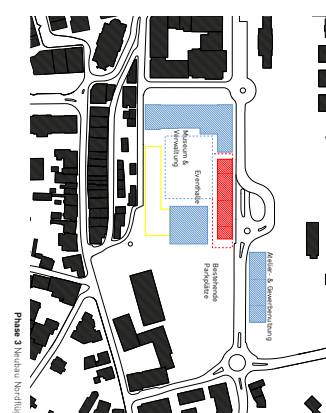 Museum &
Verwaltung
Eventhalle
Bestehende
Parkplätze
Atelier- & Gewerbenutzung
Phase 3 Neubau Nordflüg